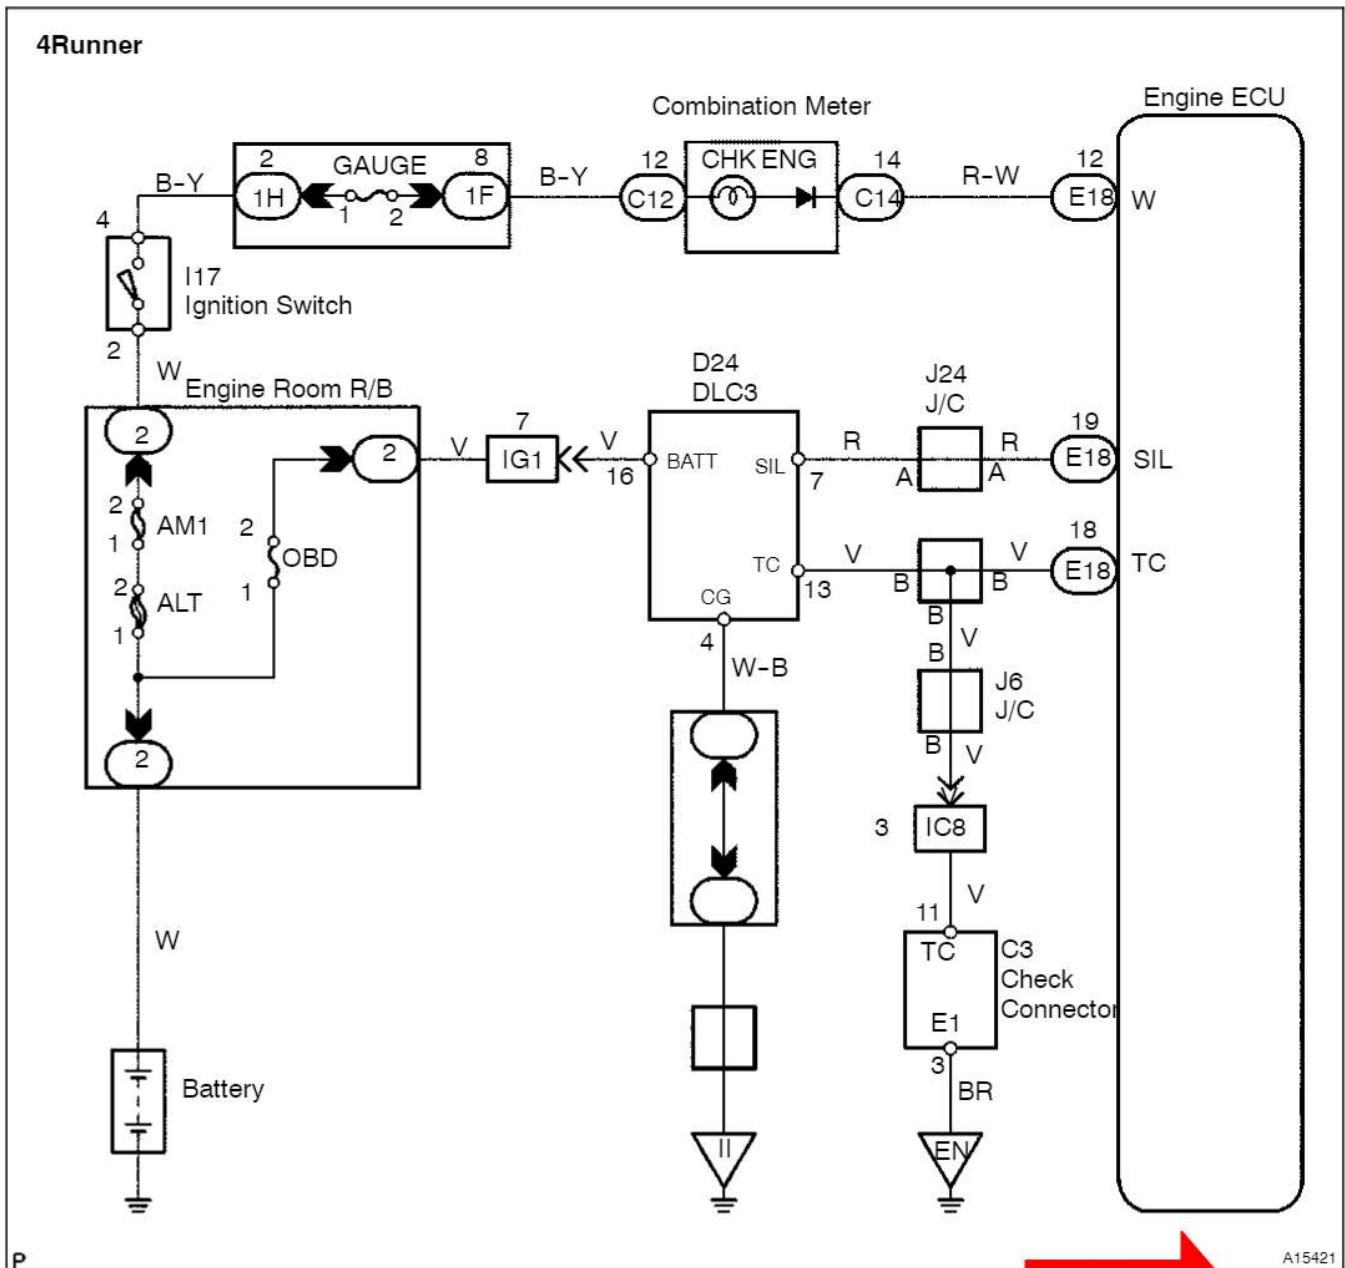 4Runner
Engine ECU
Combination Meter
2
GAUGE
8
12
CHK ENG
14
12
B-Y
1H
1
2
1F
B-Y
C12
C14
R-W
E18
W
4
I17
Ignition Switch
2
W
Engine Room R/B
D24
DLC3
J24
J/C
2
2
V
7
IG1
V
16
BATT
SIL
7
R
A
A
R
19
E18
SIL
2
AM1
1
2
ALT
1
2
OBD
1
TC
13
V
B
B
V
18
E18
TC
CG
4
W-B
B
V
B
J6
J/C
B
V
2
3
IC8
V
11
TC
C3
Check
Connector
E1
3
BR
W
Battery
II
EN
P
A15421